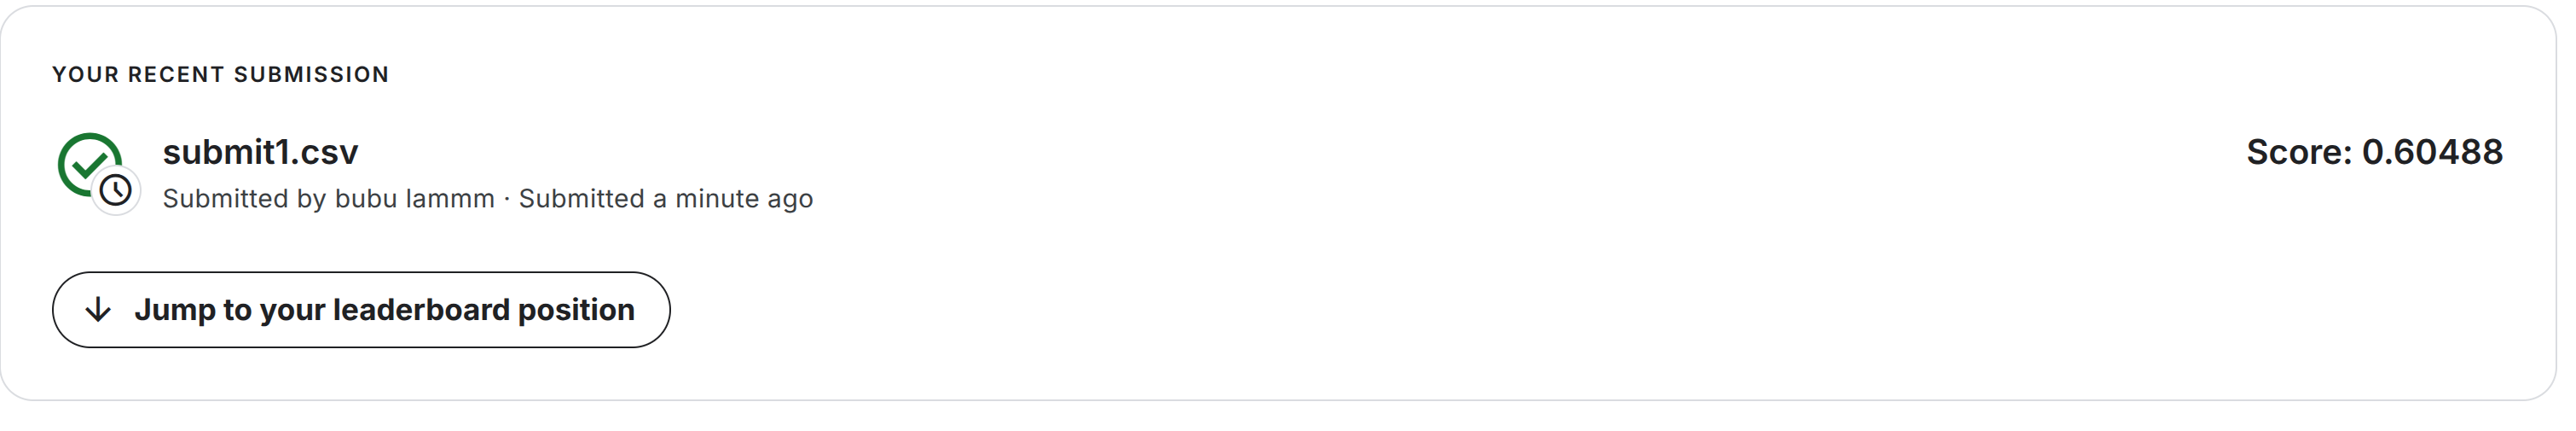 YOUR RECENT SUBMISSION
submit1.csv
Score: 0.60488
Submitted by bubu lammm · Submitted a minute ago
Jump to your leaderboard position